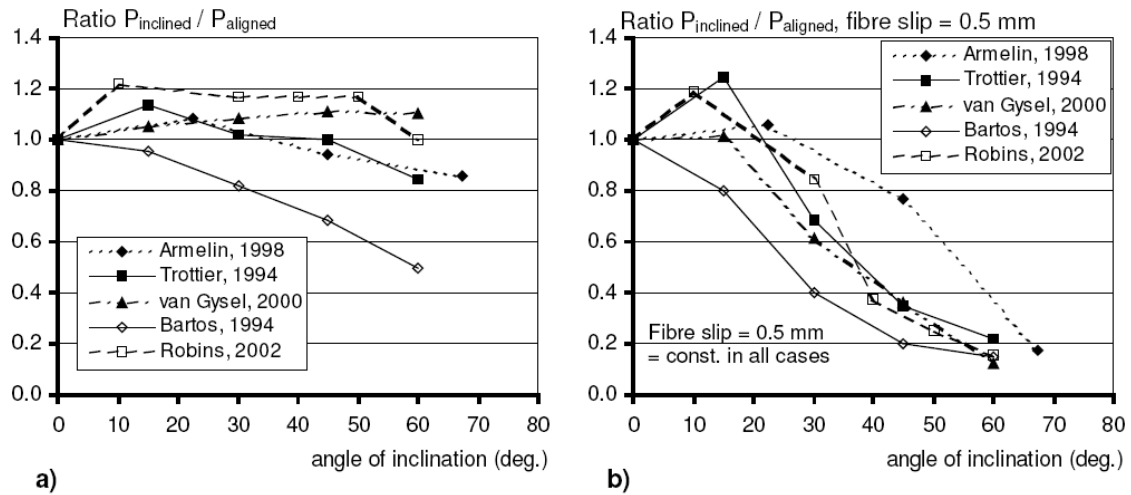 Ratio P_inclined / P_aligned
1.4
1.2
1.0
0.8
0.6
0.4
0.2
0.0
Armelin, 1998
Trottier, 1994
van Gysel, 2000
Bartos, 1994
Robins, 2002
0 10 20 30 40 50 60 70 80
angle of inclination (deg.)
a)
Ratio P_inclined / P_aligned, fibre slip = 0.5 mm
1.4
1.2
1.0
0.8
0.6
0.4
0.2
0.0
Armelin, 1998
Trottier, 1994
van Gysel, 2000
Bartos, 1994
Robins, 2002
Fibre slip = 0.5 mm
= const. in all cases
0 10 20 30 40 50 60 70 80
angle of inclination (deg.)
b)